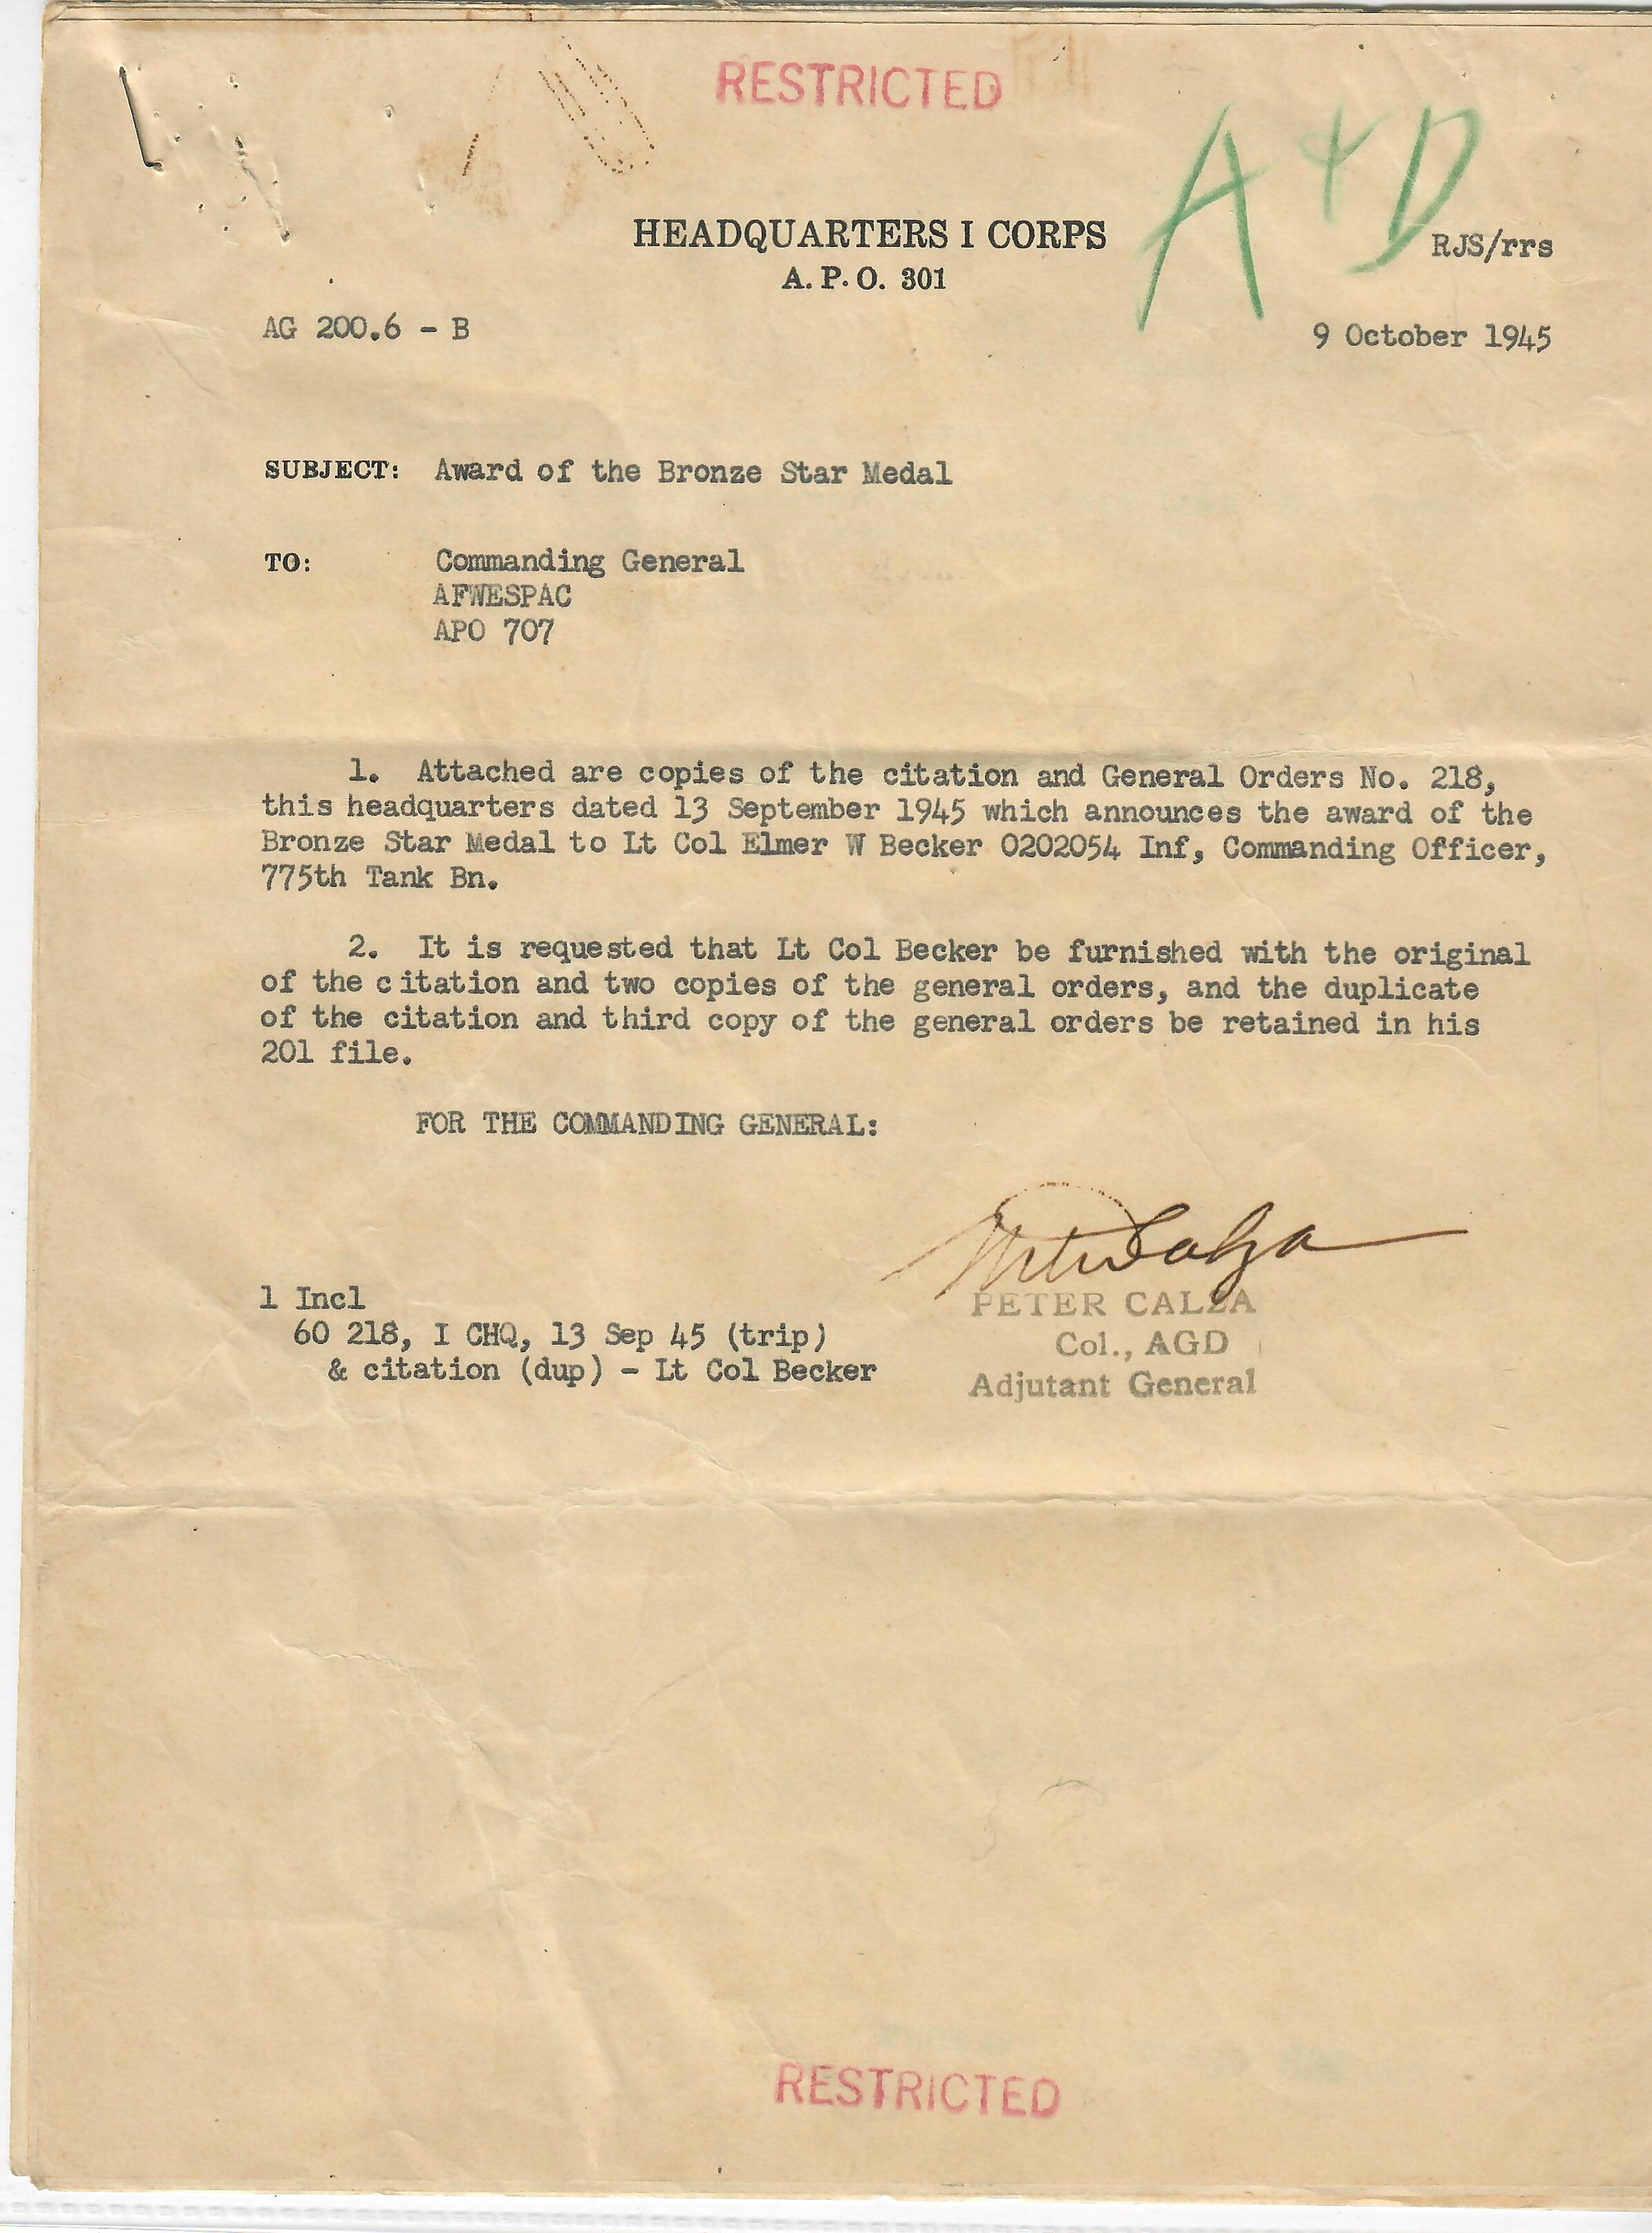 RESTRICTED
A + D
HEADQUARTERS I CORPS
A. P. O. 301
RJS/rrs
AG 200.6 - B
9 October 1945
SUBJECT: Award of the Bronze Star Medal
TO: Commanding General
AFWESPAC
APO 707
1. Attached are copies of the citation and General Orders No. 218,
this headquarters dated 13 September 1945 which announces the award of the
Bronze Star Medal to Lt Col Elmer W Becker 0202054 Inf, Commanding Officer,
775th Tank Bn.
2. It is requested that Lt Col Becker be furnished with the original
of the citation and two copies of the general orders, and the duplicate
of the citation and third copy of the general orders be retained in his
201 file.
FOR THE COMMANDING GENERAL:
Peter Calza
PETER CALZA
Col., AGD
Adjutant General
1 Incl
60 218, I CHQ, 13 Sep 45 (trip)
& citation (dup) - Lt Col Becker
RESTRICTED